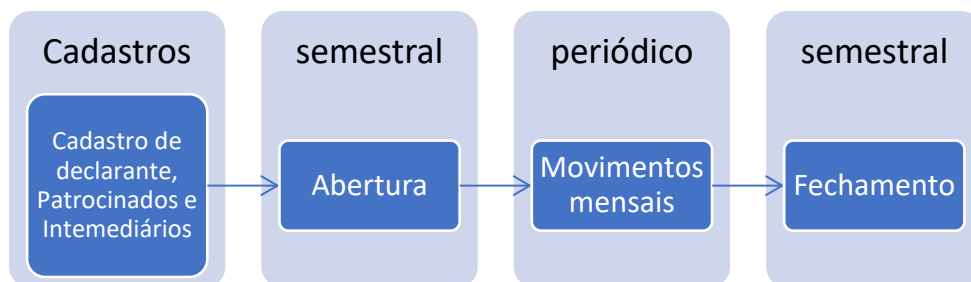 Cadastros
Cadastro de
declarante,
Patrocinados e
Intemediários
semestral
Abertura
periódico
Movimentos
mensais
semestral
Fechamento